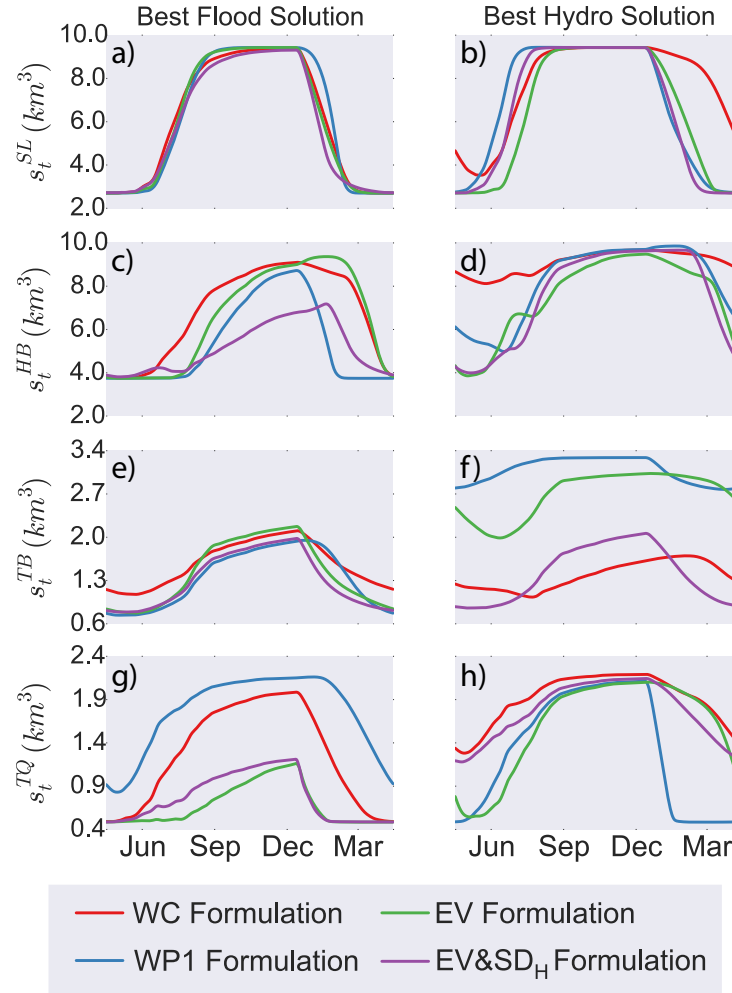 Best Flood Solution Best Hydro Solution
a) b)
10.0
8.0
6.0
4.0
2.0
s_t^{SL} (km^3)
c) d)
10.0
8.0
6.0
4.0
2.0
s_t^{HB} (km^3)
e) f)
3.4
2.7
2.0
1.3
0.6
s_t^{TB} (km^3)
g) h)
2.4
1.9
1.4
0.9
0.4
s_t^{TQ} (km^3)
Jun Sep Dec Mar Jun Sep Dec Mar
WC Formulation EV Formulation
WP1 Formulation EV&SD_H Formulation